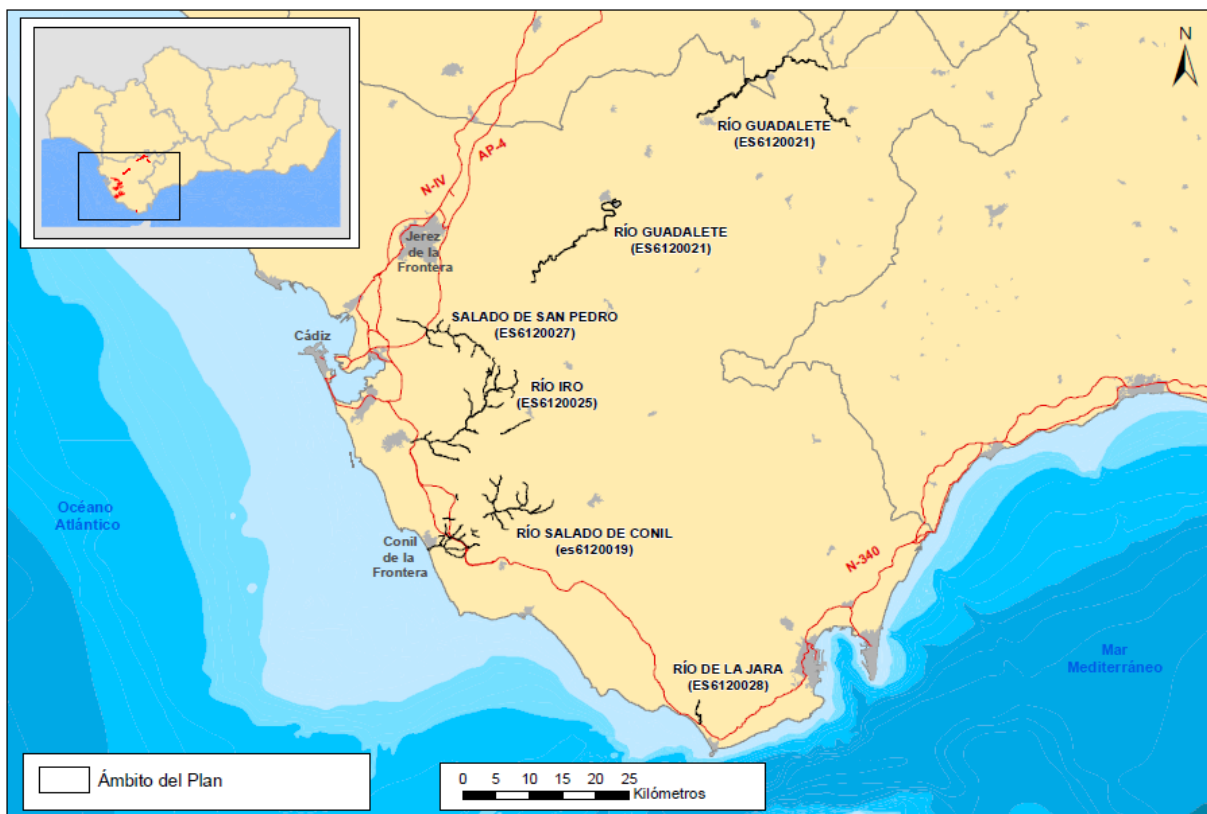 N
RÍO GUADALETE
(ES6120021)
AP-4
N-IV
Jerez
de la
Frontera
RÍO GUADALETE
(ES6120021)
SALADO DE SAN PEDRO
(ES6120027)
Cádiz
RÍO IRO
(ES6120025)
Océano
Atlántico
RÍO SALADO DE CONIL
(es6120019)
Conil
de la
Frontera
N-340
RÍO DE LA JARA
(ES6120028)
Mar
Mediterráneo
Ámbito del Plan
0 5 10 15 20 25
Kilómetros